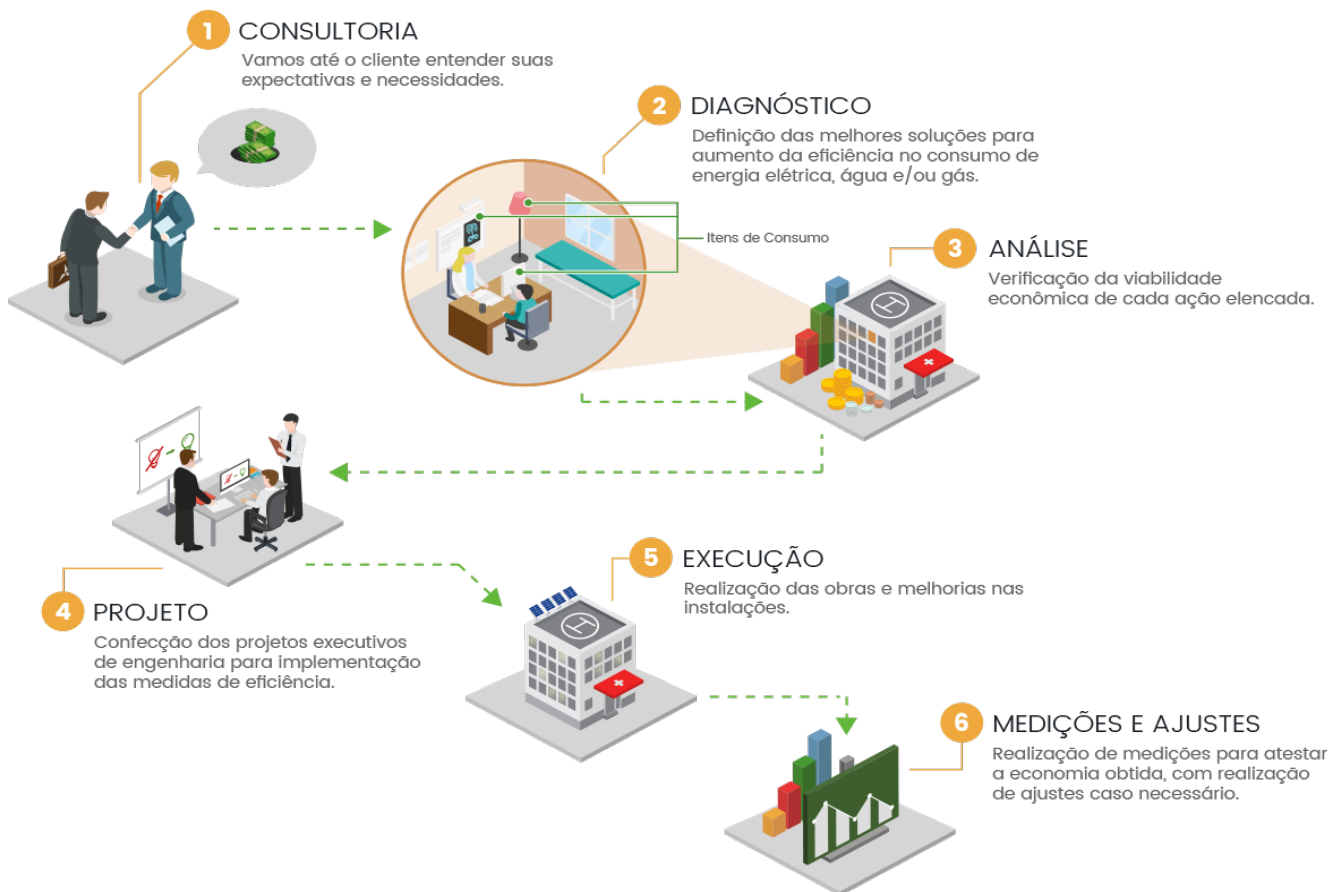 1 CONSULTORIA
Vamos até o cliente entender suas
expectativas e necessidades.
2 DIAGNÓSTICO
Definição das melhores soluções para
aumento da eficiência no consumo de
energia elétrica, água e/ou gás.
Itens de Consumo
3 ANÁLISE
Verificação da viabilidade
econômica de cada ação elencada.
H
4 PROJETO
Confecção dos projetos executivos
de engenharia para implementação
das medidas de eficiência.
5 EXECUÇÃO
Realização das obras e melhorias nas
instalações.
H
6 MEDIÇÕES E AJUSTES
Realização de medições para atestar
a economia obtida, com realização
de ajustes caso necessário.